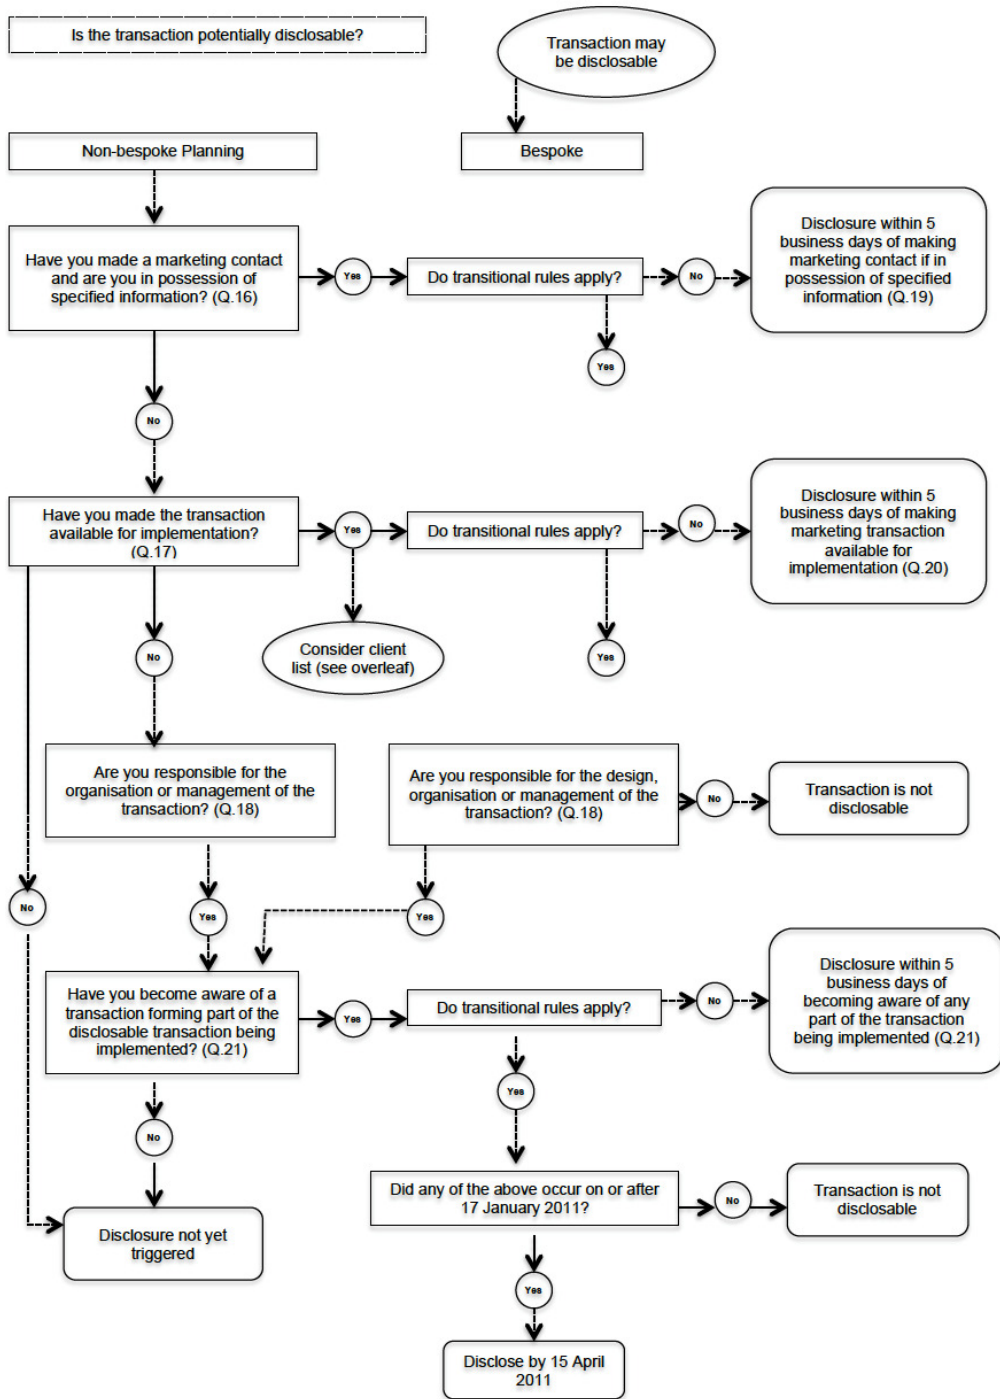 Is the transaction potentially disclosable?
Transaction may
be disclosable
Non-bespoke Planning
Bespoke
Have you made a marketing contact
and are you in possession of
specified information? (Q.16)
Yes
Do transitional rules apply?
No
Disclosure within 5
business days of making
marketing contact if in
possession of specified
information (Q.19)
Yes
No
Have you made the transaction
available for implementation?
(Q.17)
Yes
Do transitional rules apply?
No
Disclosure within 5
business days of making
marketing transaction
available for
implementation (Q.20)
No
Consider client
list (see overleaf)
Yes
Are you responsible for the
organisation or management of the
transaction? (Q.18)
Are you responsible for the design,
organisation or management of the
transaction? (Q.18)
No
Transaction is not
disclosable
No
Yes
Yes
Have you become aware of a
transaction forming part of the
disclosable transaction being
implemented? (Q.21)
Yes
Do transitional rules apply?
No
Disclosure within 5
business days of
becoming aware of any
part of the transaction
being implemented (Q.21)
Yes
No
Did any of the above occur on or after
17 January 2011?
No
Transaction is not
disclosable
Disclosure not yet
triggered
Yes
Disclose by 15 April
2011